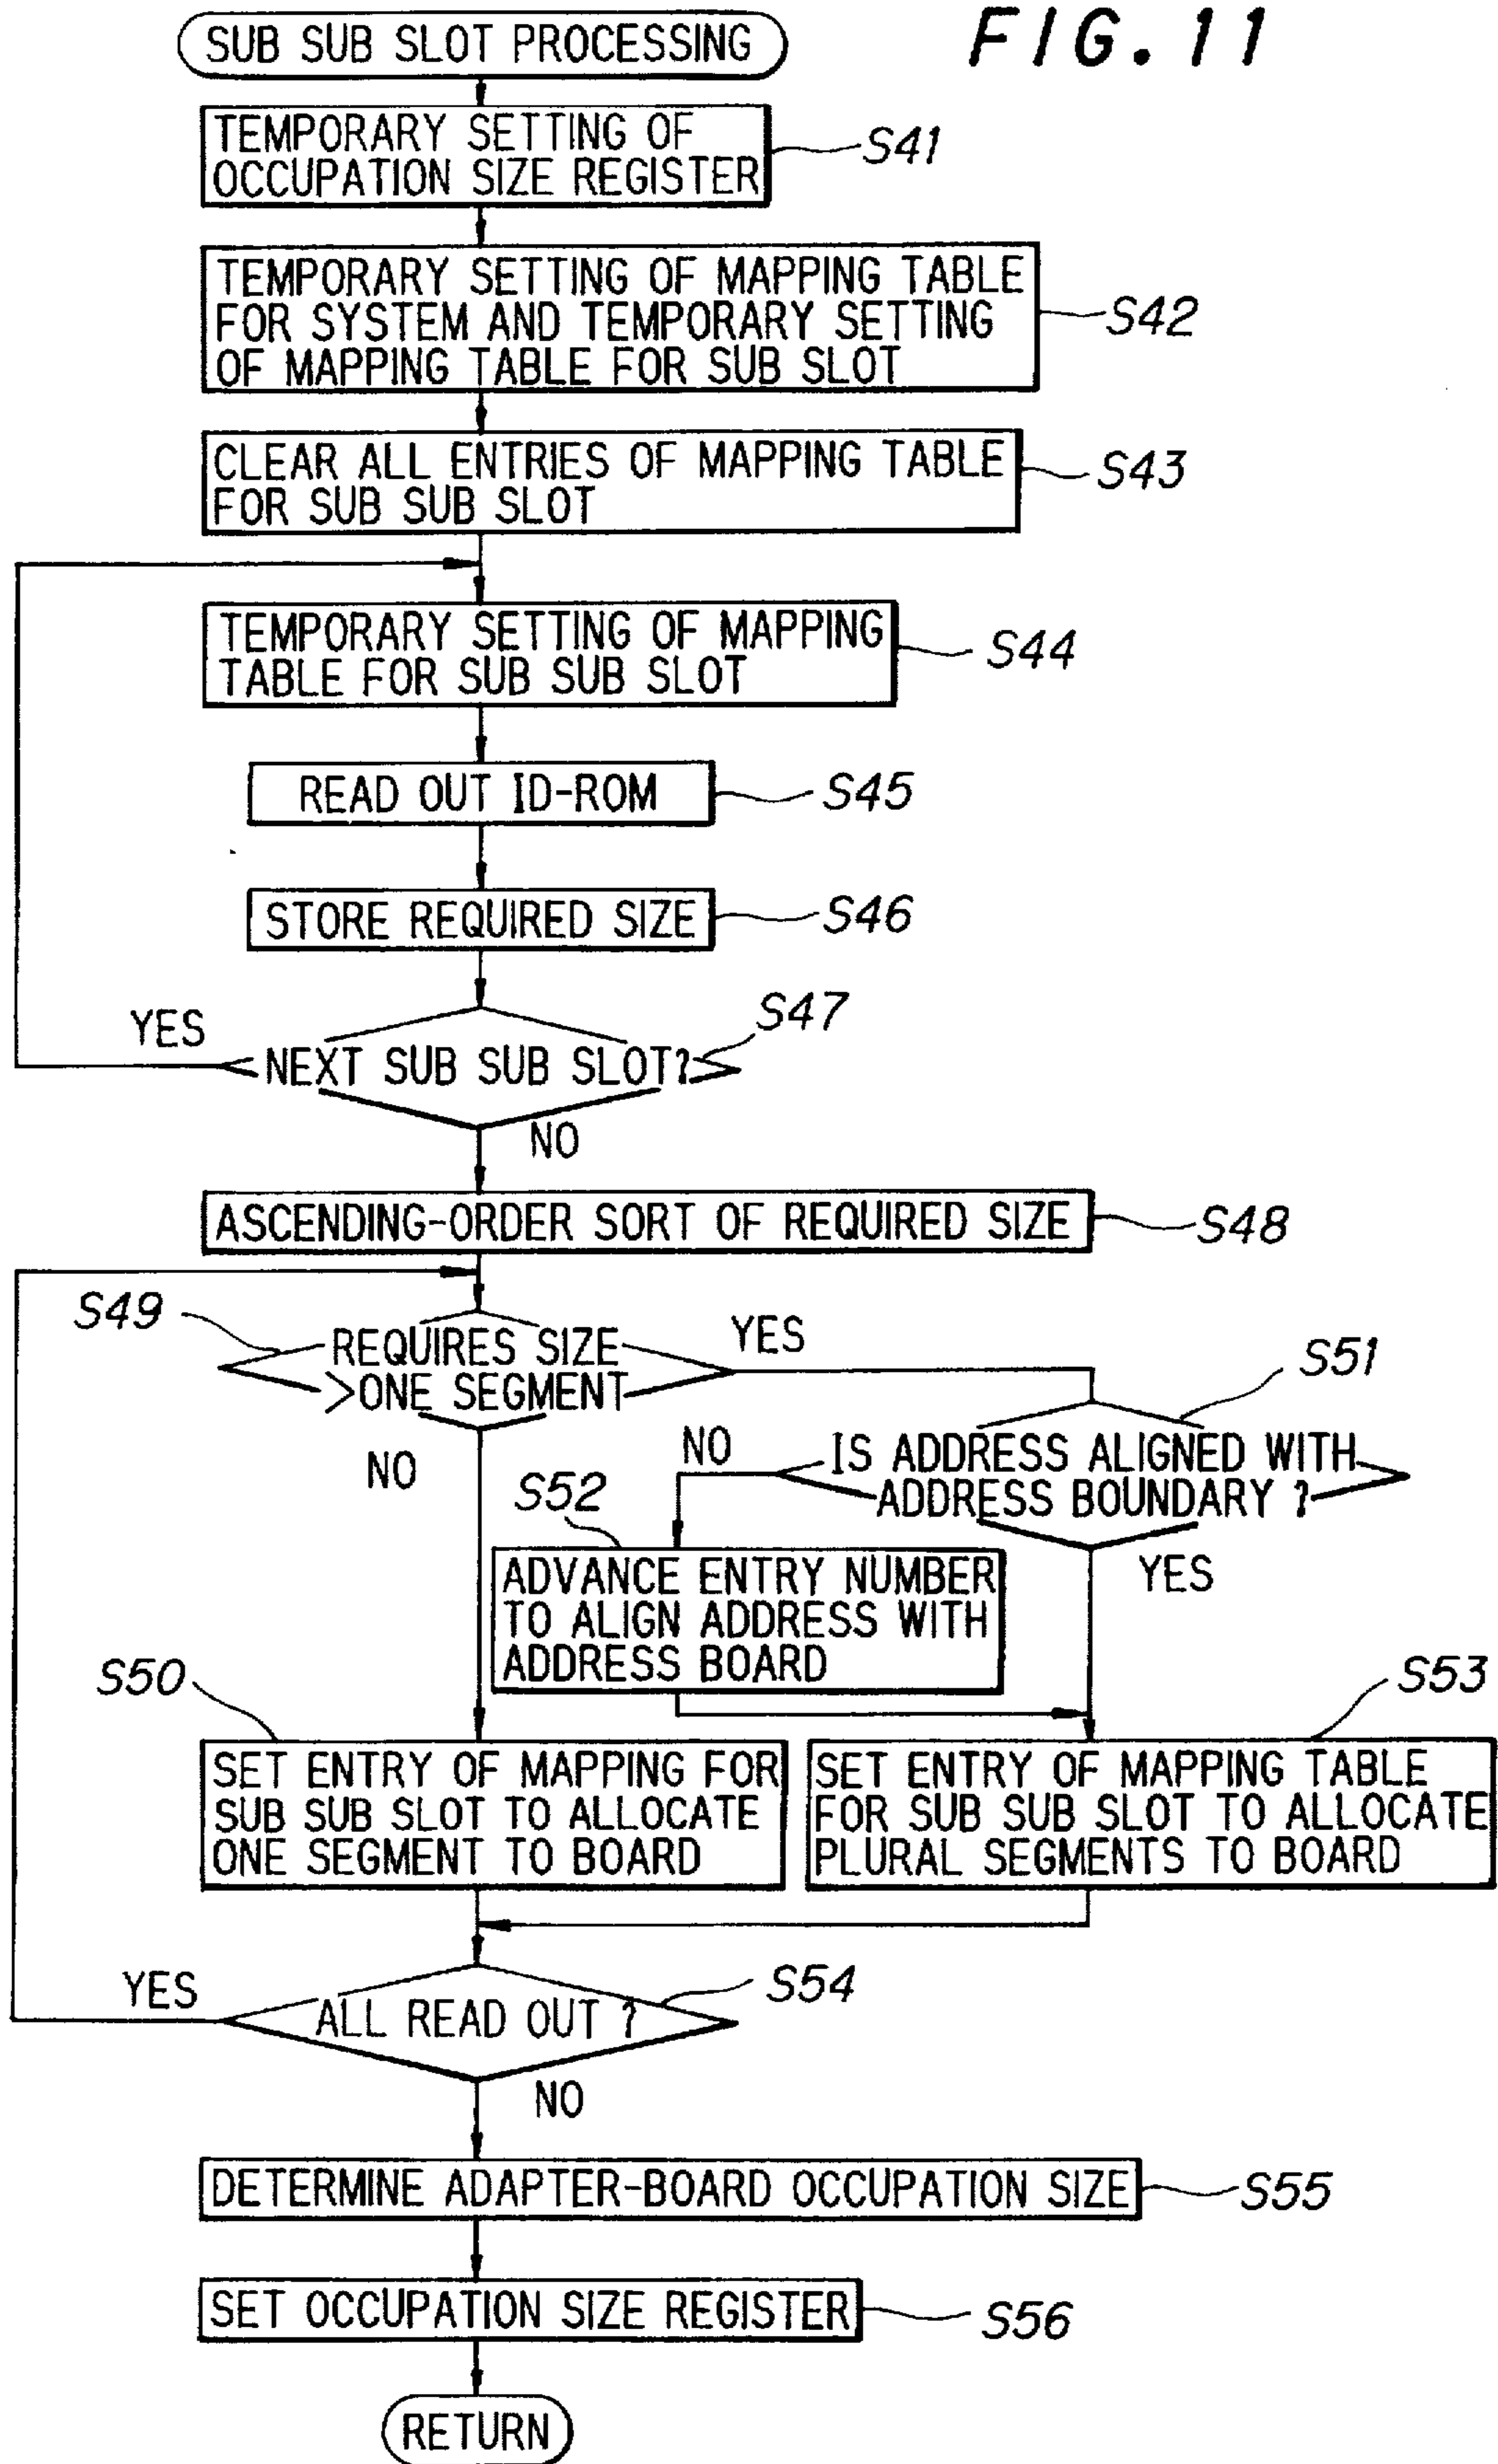 FIG.11
SUB SUB SLOT PROCESSING
TEMPORARY SETTING OF
OCCUPATION SIZE REGISTER
S41
TEMPORARY SETTING OF MAPPING TABLE
FOR SYSTEM AND TEMPORARY SETTING
OF MAPPING TABLE FOR SUB SLOT
S42
CLEAR ALL ENTRIES OF MAPPING TABLE
FOR SUB SUB SLOT
S43
TEMPORARY SETTING OF MAPPING
TABLE FOR SUB SUB SLOT
S44
READ OUT ID-ROM
S45
STORE REQUIRED SIZE
S46
S47
YES
NEXT SUB SUB SLOT?
NO
ASCENDING-ORDER SORT OF REQUIRED SIZE
S48
S49
REQUIRES SIZE
>ONE SEGMENT
YES
NO
S51
IS ADDRESS ALIGNED WITH
ADDRESS BOUNDARY ?
NO
YES
S52
ADVANCE ENTRY NUMBER
TO ALIGN ADDRESS WITH
ADDRESS BOARD
S50
SET ENTRY OF MAPPING FOR
SUB SUB SLOT TO ALLOCATE
ONE SEGMENT TO BOARD
S53
SET ENTRY OF MAPPING TABLE
FOR SUB SUB SLOT TO ALLOCATE
PLURAL SEGMENTS TO BOARD
YES
ALL READ OUT ?
S54
NO
DETERMINE ADAPTER-BOARD OCCUPATION SIZE
S55
SET OCCUPATION SIZE REGISTER
S56
RETURN